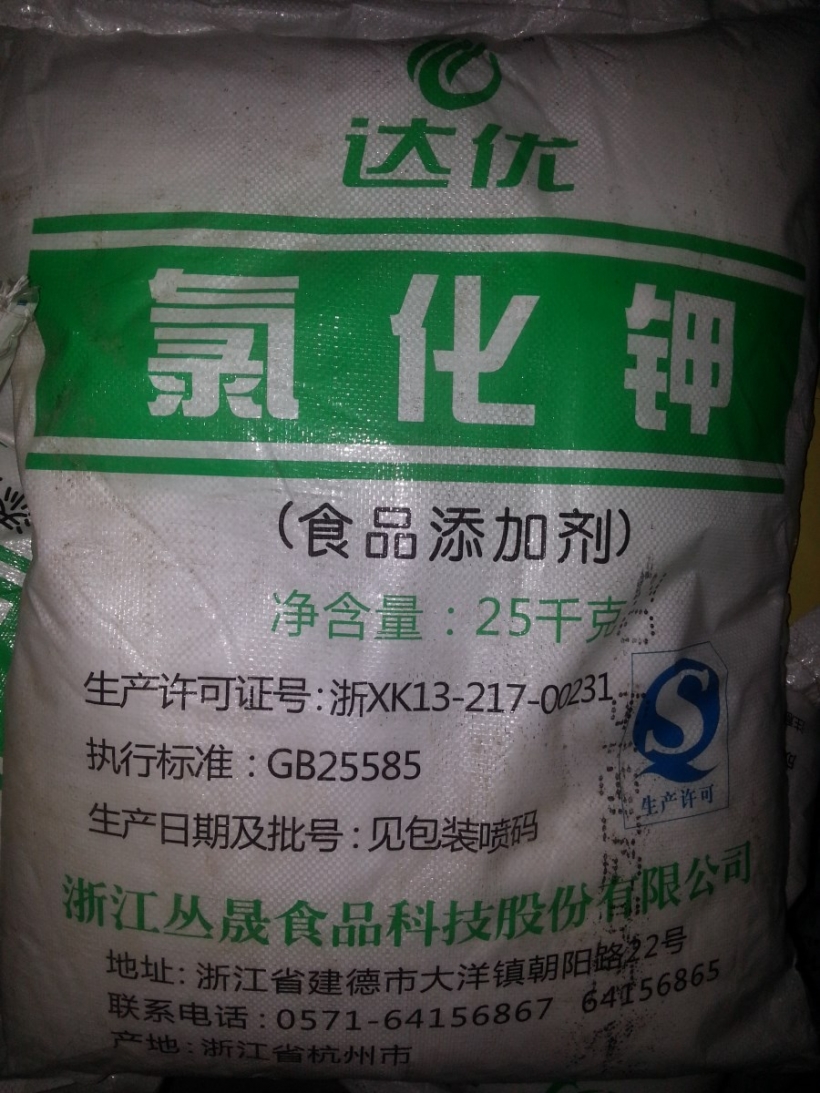 达优
氯化钾
(食品添加剂)
净含量:25千克
生产许可证号:浙XK13-217-00231
生产许可
执行标准:GB25585
生产日期及批号:见包装喷码
浙江丛晟食品科技股份有限公司
地址:浙江省建德市大洋镇朝阳路22号
联系电话:0571-64156867 64156865
产地:浙江省杭州市